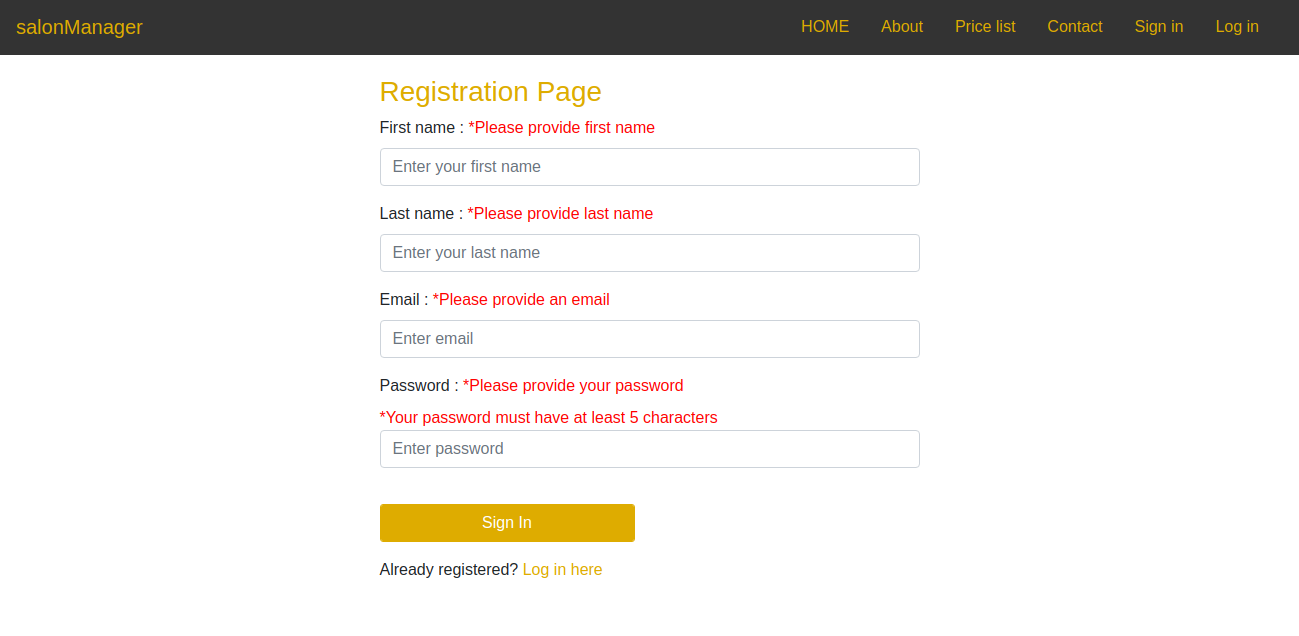 salonManager HOME About Price list Contact Sign in Log in
Registration Page
First name : *Please provide first name
Enter your first name
Last name : *Please provide last name
Enter your last name
Email : *Please provide an email
Enter email
Password : *Please provide your password
*Your password must have at least 5 characters
Enter password
Sign In
Already registered? Log in here